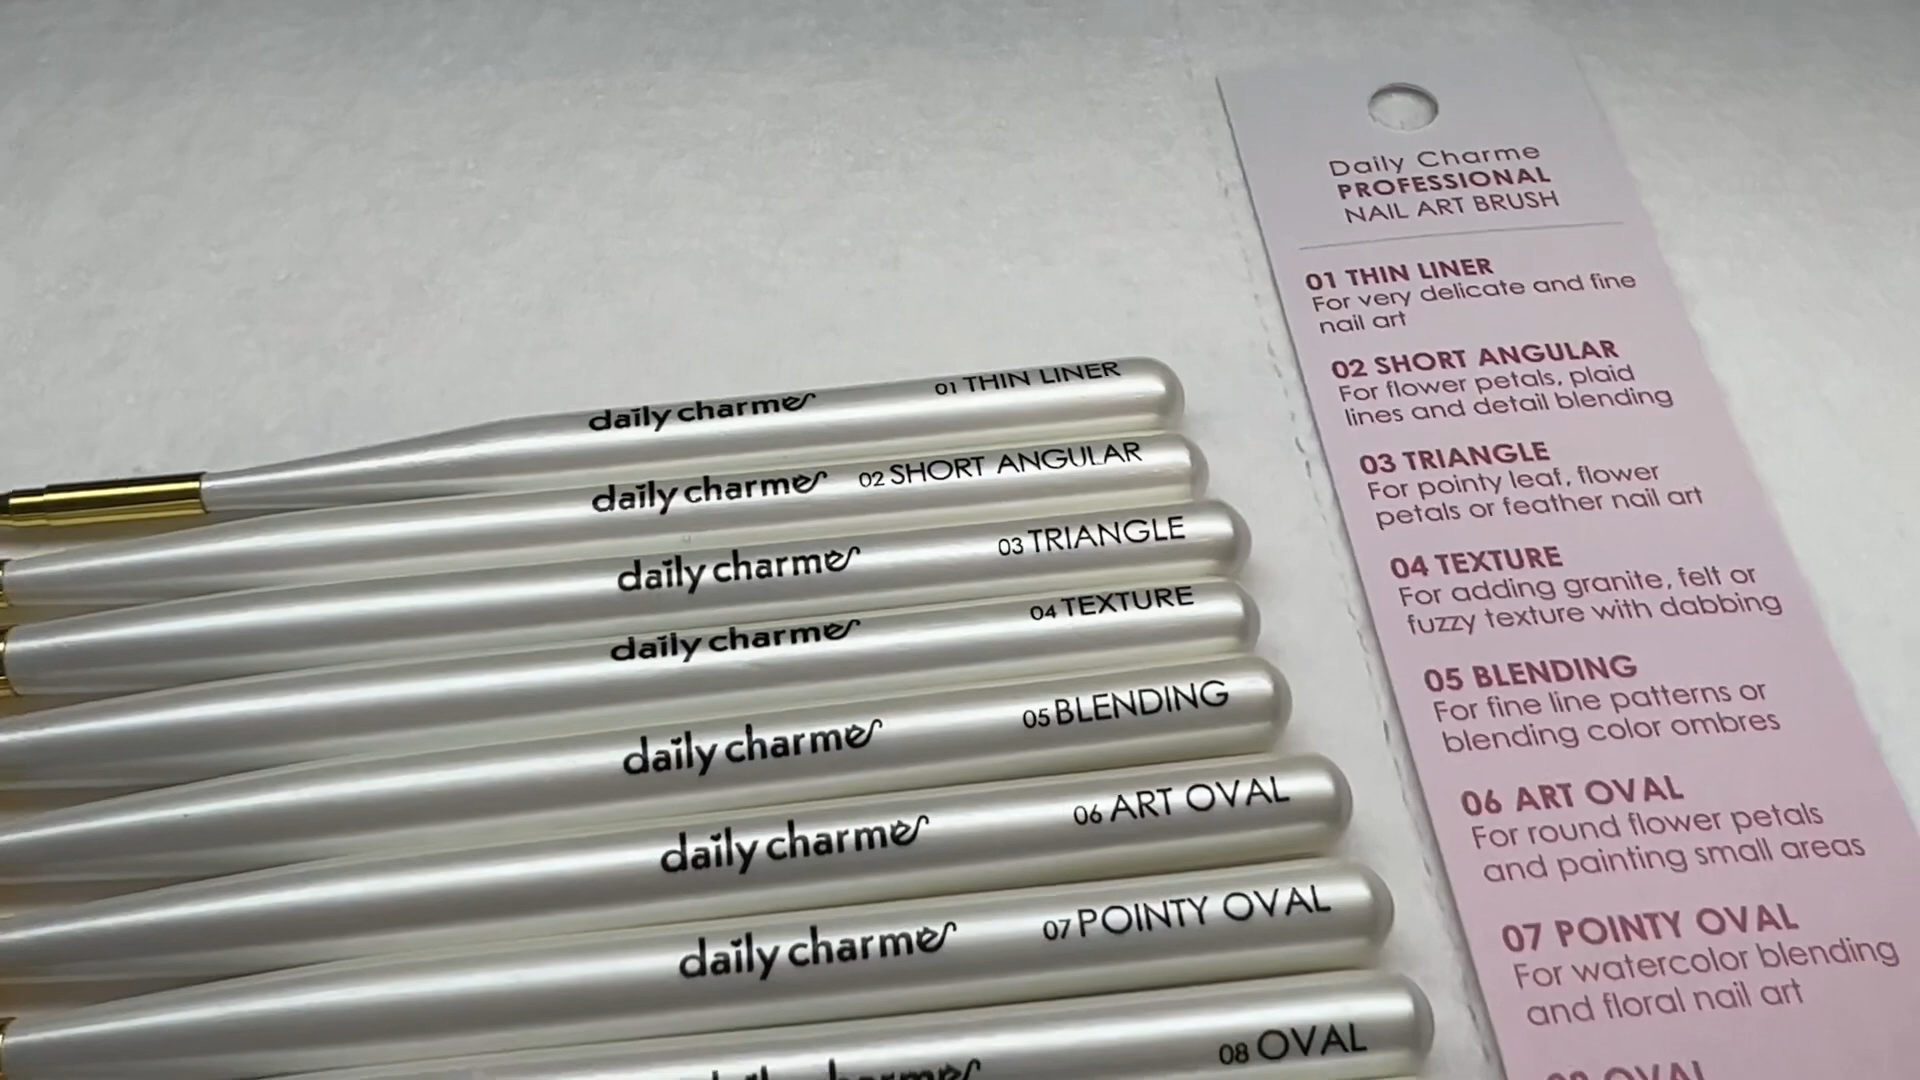 daily charme 01 THIN LINER
daily charme 02 SHORT ANGULAR
daily charme 03 TRIANGLE
daily charme 04 TEXTURE
daily charme 05 BLENDING
daily charme 06 ART OVAL
daily charme 07 POINTY OVAL
daily charme 08 OVAL
Daily Charme
PROFESSIONAL
NAIL ART BRUSH
01 THIN LINER
For very delicate and fine
nail art
02 SHORT ANGULAR
For flower petals, plaid
lines and detail blending
03 TRIANGLE
For pointy leaf, flower
petals or feather nail art
04 TEXTURE
For adding granite, felt or
fuzzy texture with dabbing
05 BLENDING
For fine line patterns or
blending color ombres
06 ART OVAL
For round flower petals
and painting small areas
07 POINTY OVAL
For watercolor blending
and floral nail art
08 OVAL